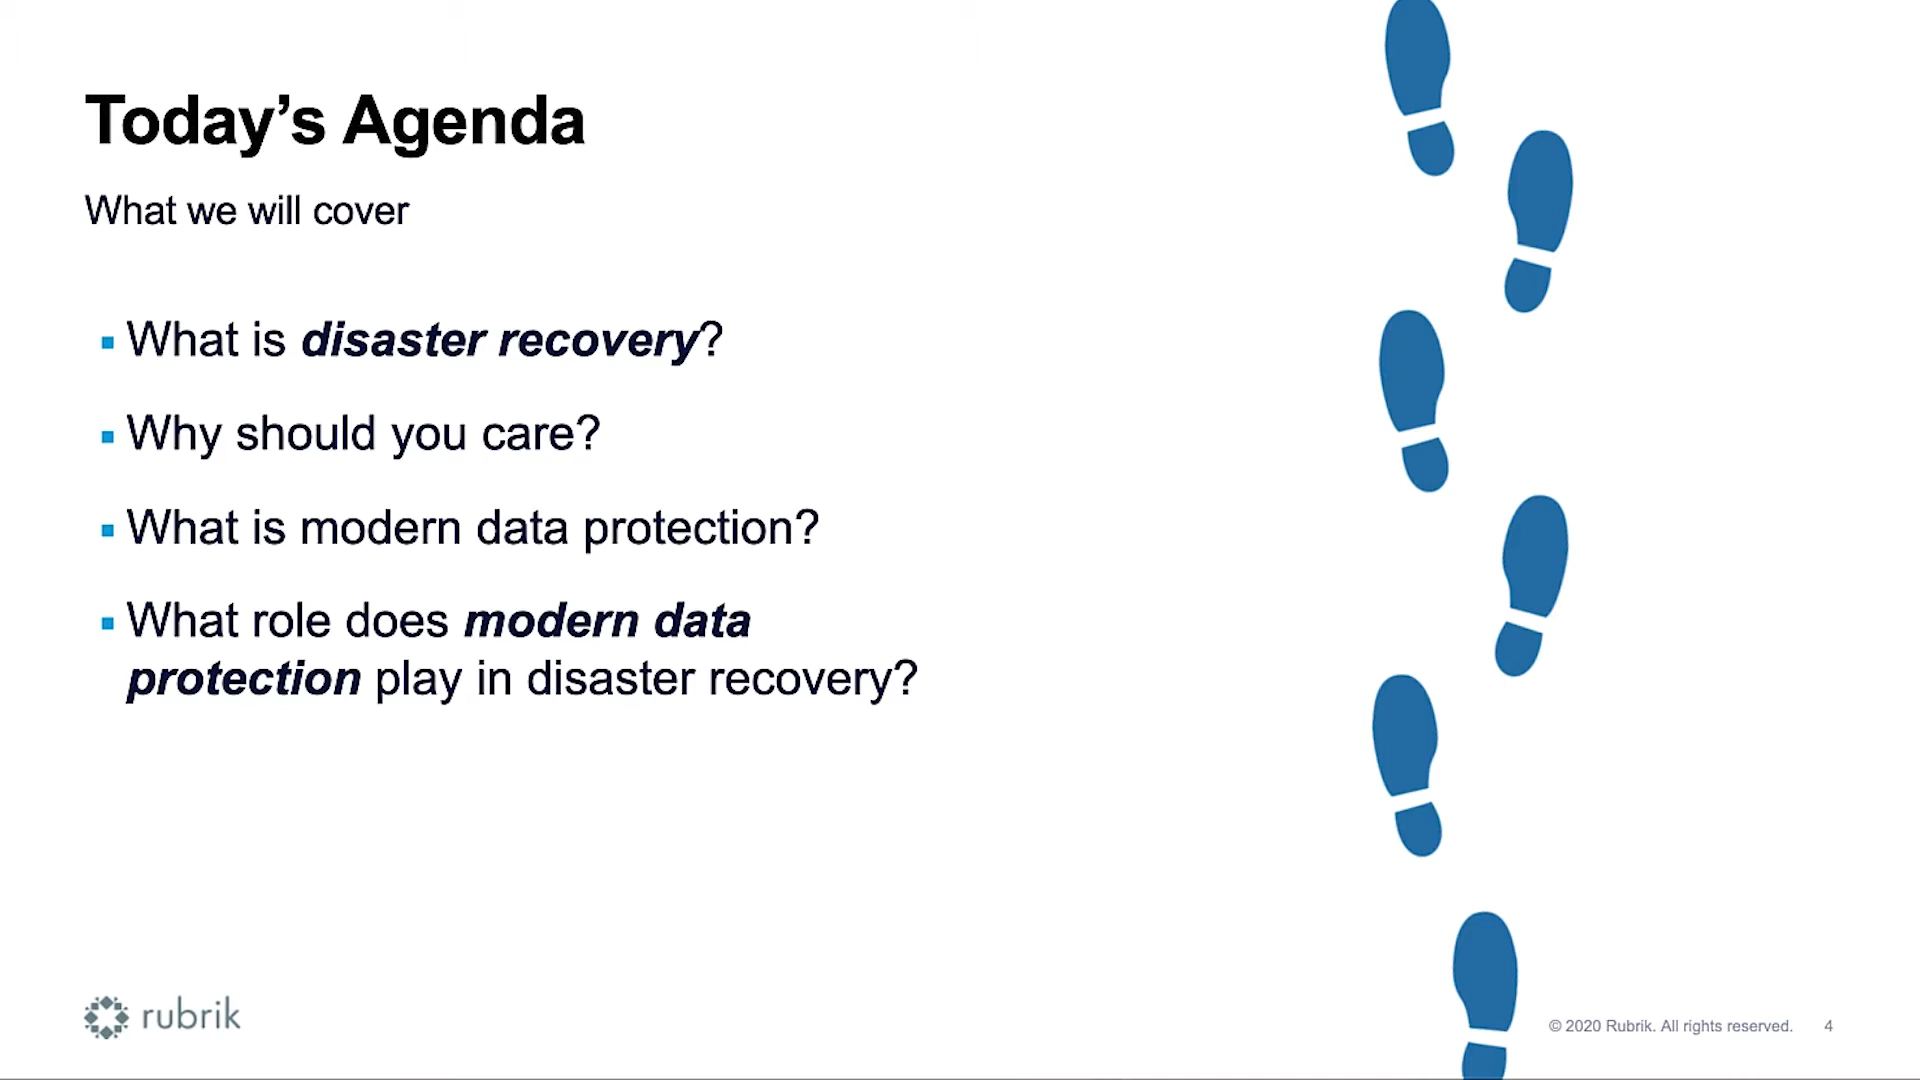 Today’s Agenda
What we will cover
What is disaster recovery?
Why should you care?
What is modern data protection?
What role does modern data
protection play in disaster recovery?
rubrik
© 2020 Rubrik. All rights reserved. 4